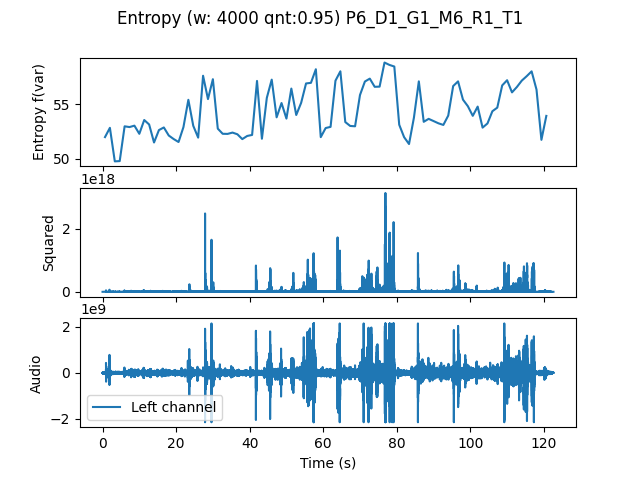 Entropy (w: 4000 qnt:0.95) P6_D1_G1_M6_R1_T1
Entropy f(var)
55
50
1e18
Squared
2
0
1e9
Audio
2
0
−2
Left channel
0 20 40 60 80 100 120
Time (s)